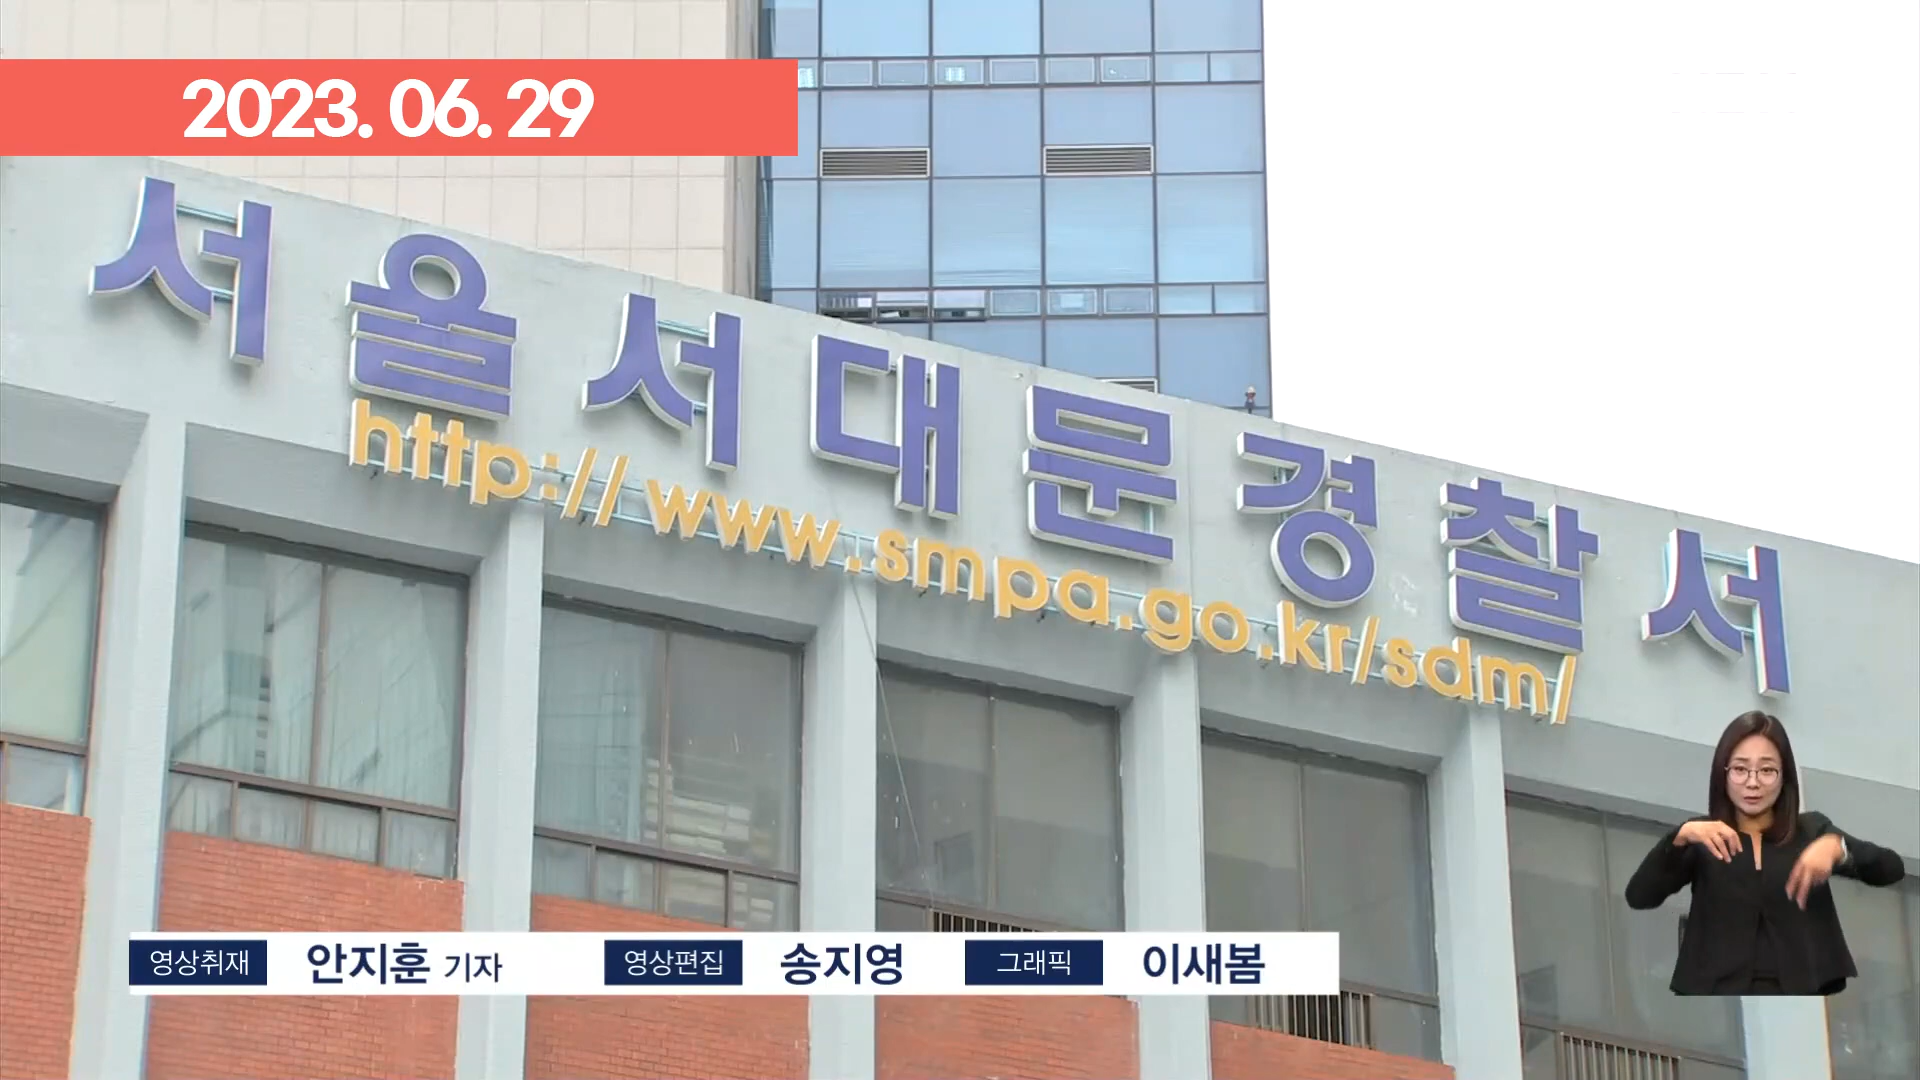 2023. 06. 29
서울서대문경찰서
http://www.smpa.go.kr/sdm/
영상취재 안지훈 기자 영상편집 송지영 그래픽 이새봄